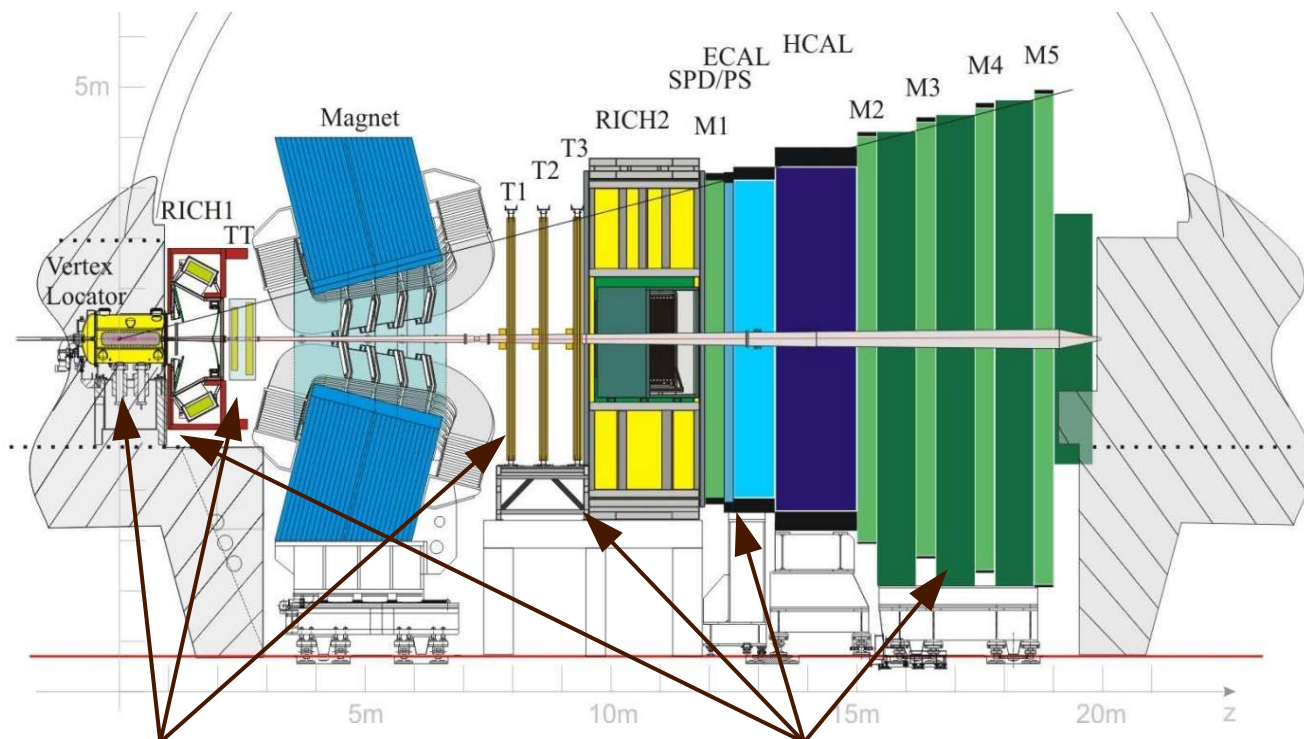 5m
Vertex
Locator
RICH1
TT
Magnet
T1
T2
T3
RICH2
M1
SPD/PS
ECAL
HCAL
M2
M3
M4
M5
5m
10m
15m
20m
z